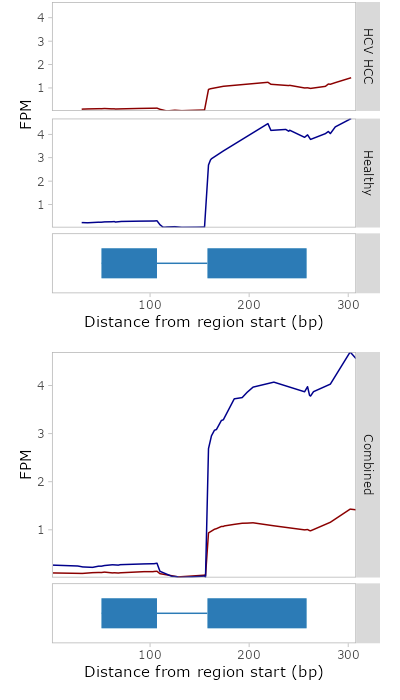 4
3
2
1
HCV HCC
FPM
4
3
2
1
Healthy
100 200 300
Distance from region start (bp)
4
3
2
1
FPM
Combined
100 200 300
Distance from region start (bp)